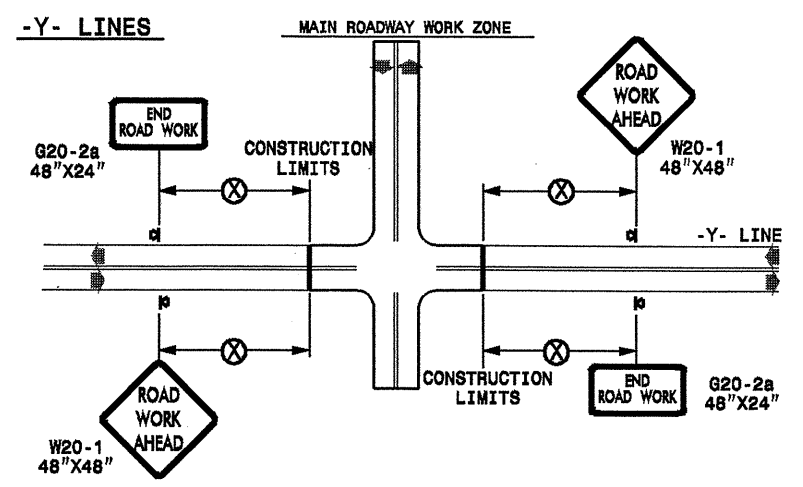 -Y- LINES
MAIN ROADWAY WORK ZONE
END
ROAD WORK
G20-2a
48"X24"
CONSTRUCTION
LIMITS
X
ROAD
WORK
AHEAD
W20-1
48"X48"
X
-Y- LINE
X
ROAD
WORK
AHEAD
W20-1
48"X48"
CONSTRUCTION
LIMITS
X
END
ROAD WORK
G20-2a
48"X24"